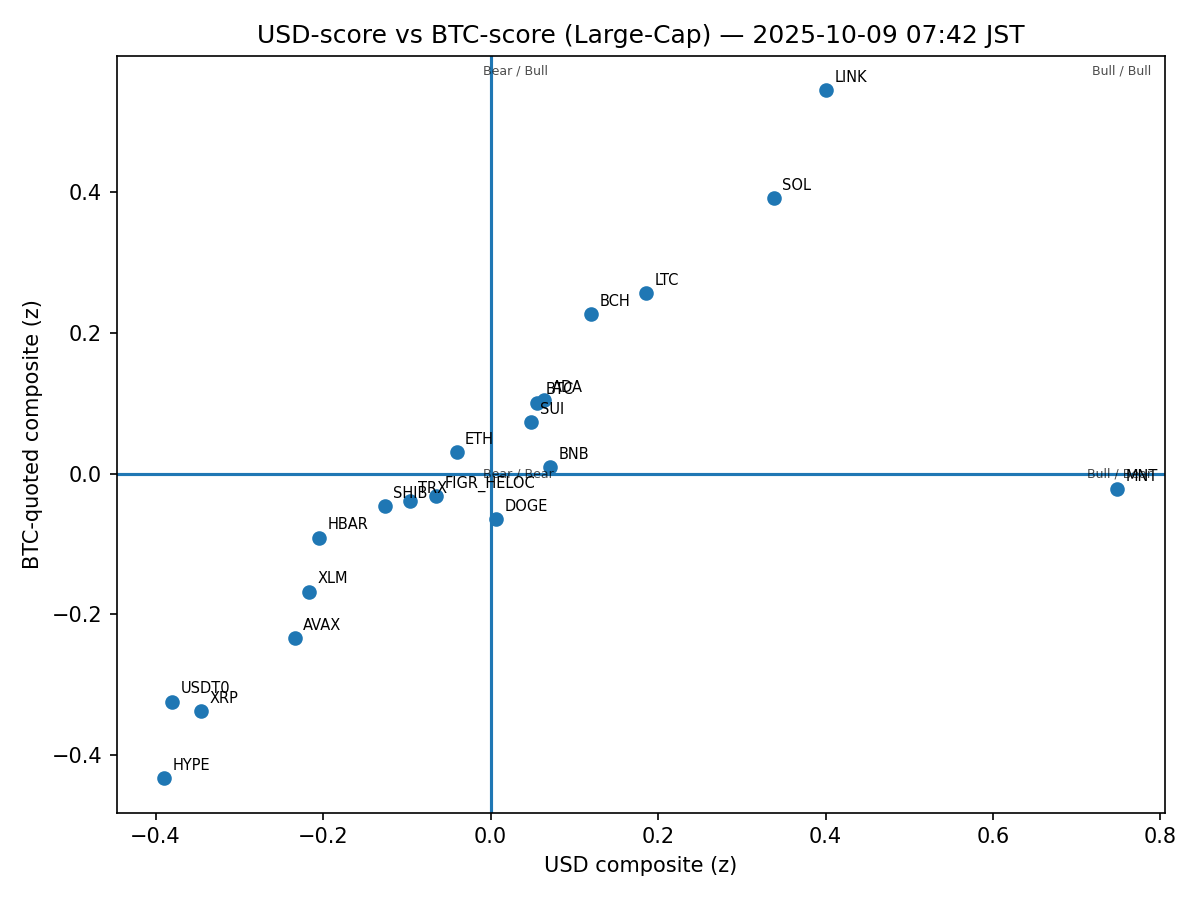 USD-score vs BTC-score (Large-Cap) — 2025-10-09 07:42 JST
Bear / Bull
Bull / Bull
LINK
SOL
LTC
BCH
ADA
BTC
SUI
ETH
BNB
Bear / Bear
Bull / Bear
MNT
FIGR_HELOC
TRX
SHIB
DOGE
HBAR
XLM
AVAX
USDT0
XRP
HYPE
0.4
0.2
0.0
−0.2
−0.4
BTC-quoted composite (z)
−0.4
−0.2
0.0
0.2
0.4
0.6
0.8
USD composite (z)